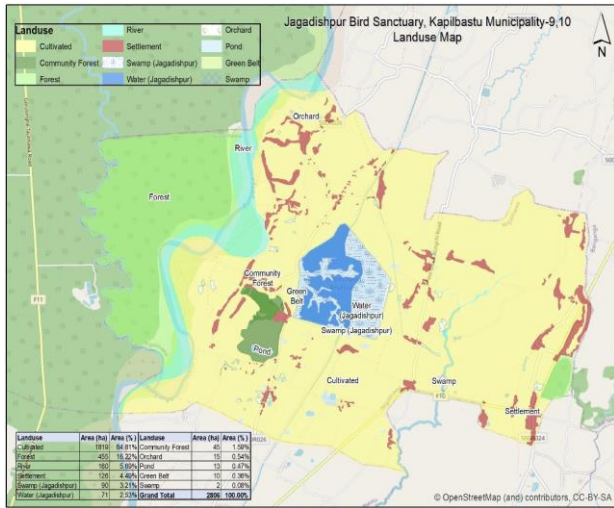 Jagadishpur Bird Sanctuary, Kapilbastu Municipality-9,10
Landuse Map
N
Landuse
Cultivated
Community Forest
Forest
River
Settlement
Swamp (Jagadishpur)
Water (Jagadishpur)
Orchard
Pond
Green Belt
Swamp
Orchard
River
Forest
Community
Forest
Green
Belt
Water
(Jagadishpur)
Swamp (Jagadishpur)
Pond
Cultivated
Swamp
Settlement
F11
Landuse Area (ha) Area (%) Landuse Area (ha) Area (%)
Cultivated 1819 64.81% Community Forest 45 1.59%
Forest 455 16.22% Orchard 15 0.54%
River 160 5.69% Pond 13 0.47%
Settlement 126 4.49% Green Belt 10 0.36%
Swamp (Jagadishpur) 90 3.21% Swamp 2 0.08%
Water (Jagadishpur) 71 2.53% Grand Total 2806 100.00%
© OpenStreetMap (and) contributors, CC-BY-SA